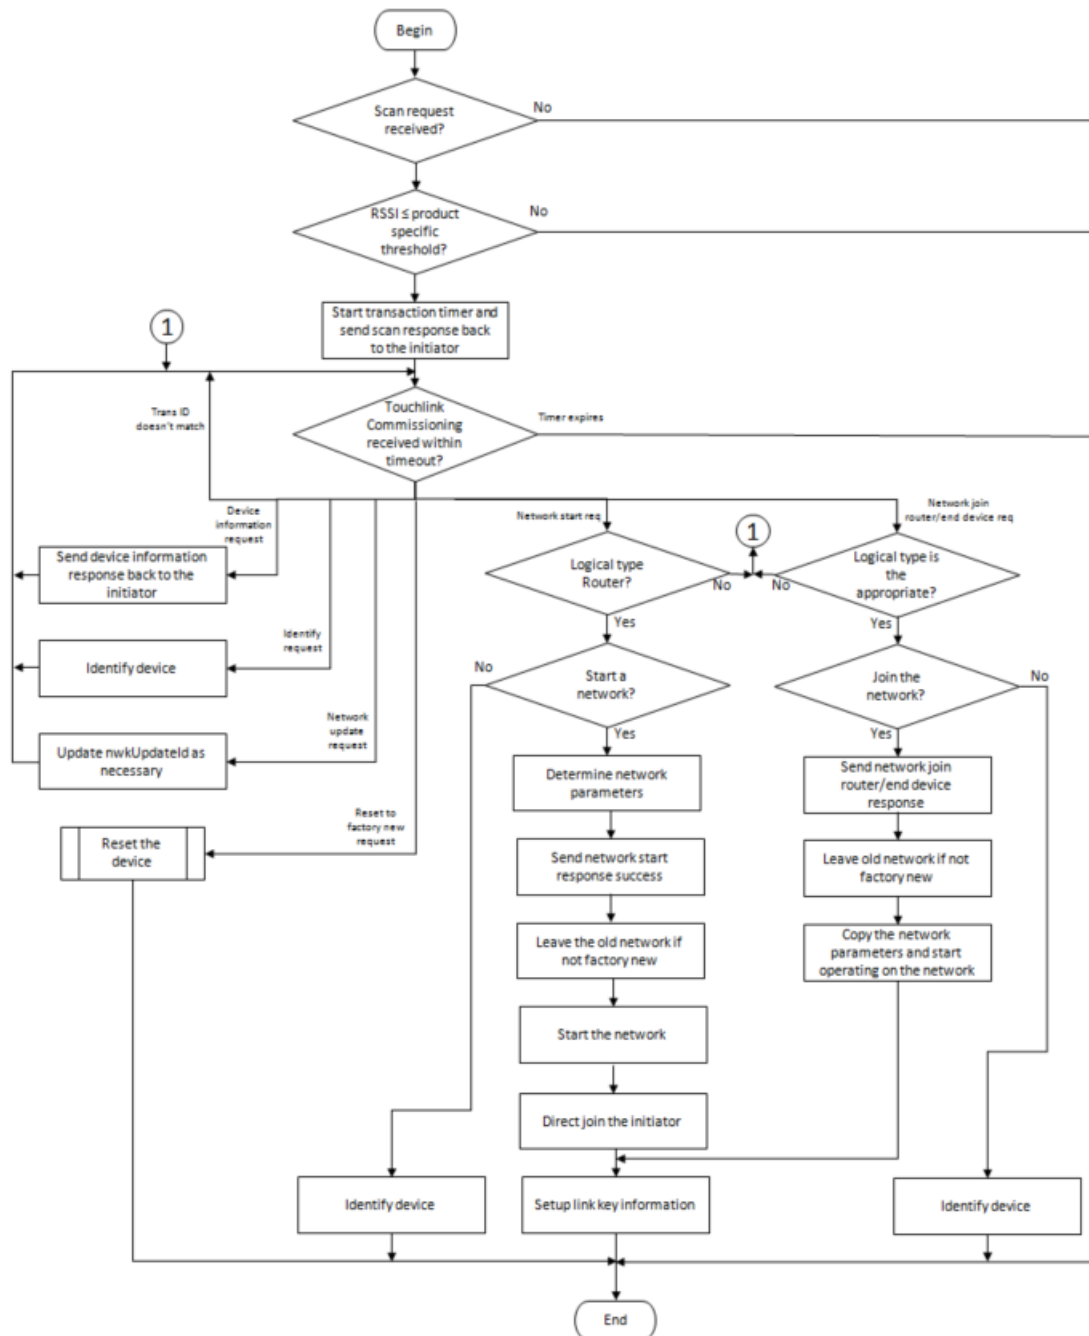 Begin
Scan request
received?
No
RSSI ≤ product
specific
threshold?
No
Start transaction timer and
send scan response back
to the initiator
1
Trans ID
doesn't match
Touchlink
Commissioning
received within
timeout?
Timer expires
Device
information
request
Network start req
1
Network join
router/end device req
Send device information
response back to the
initiator
Logical type
Router?
No
No
Logical type is
the
appropriate?
Yes
Yes
Identify
request
Identify device
No
Start a
network?
Join the
network?
No
Network
update
request
Yes
Yes
Update nwkUpdateId as
necessary
Determine network
parameters
Send network join
router/end device
response
Reset to
factory new
request
Reset the
device
Send network start
response success
Leave old network if not
factory new
Leave the old network if
not factory new
Copy the network
parameters and start
operating on the network
Start the network
Direct join the initiator
Identify device
Setup link key information
Identify device
End